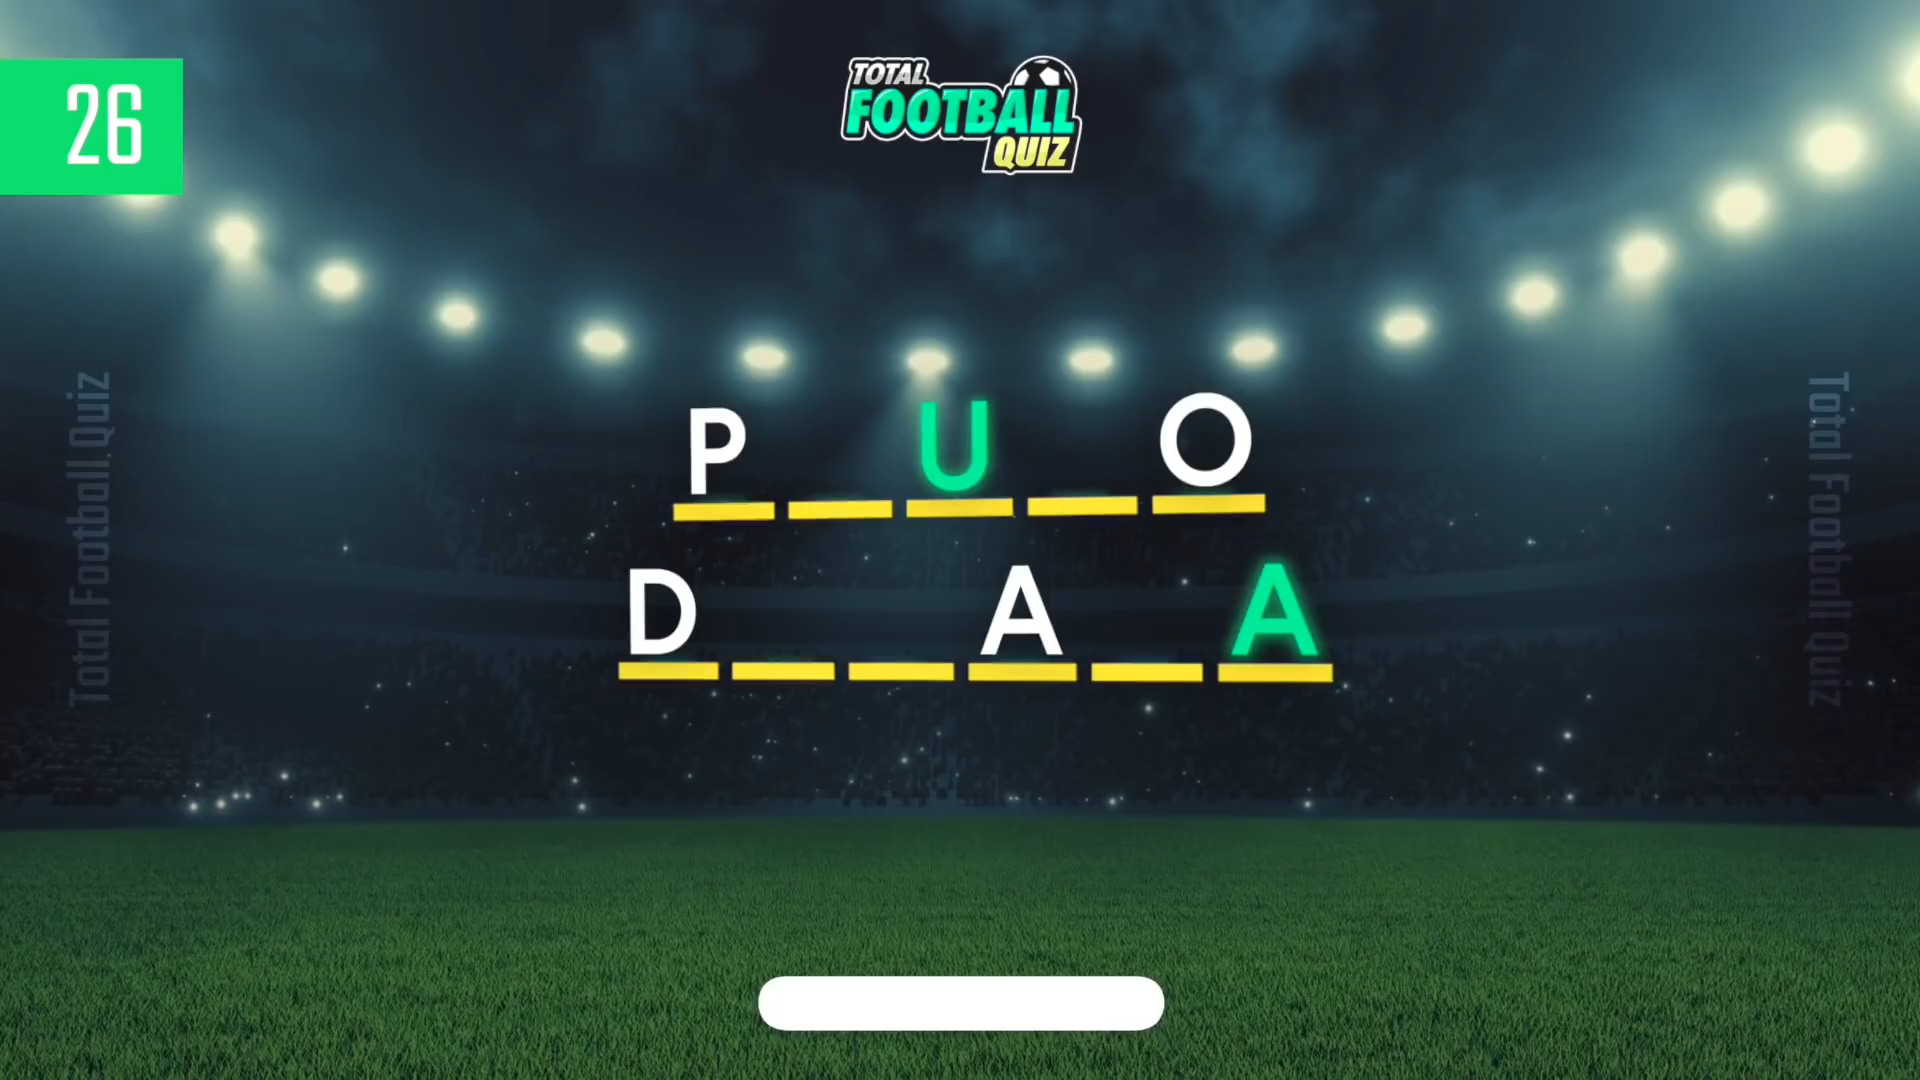 26
TOTAL
FOOTBALL
QUIZ
Total Football Quiz
Total Football Quiz
P _ U _ O
D _ _ A _ A